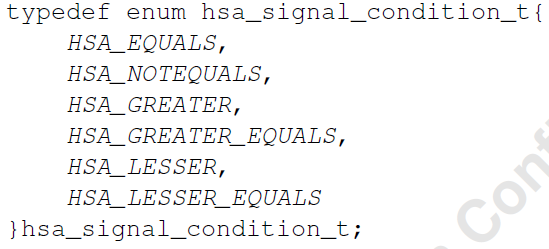 typedef enum hsa_signal_condition_t{
HSA_EQUALS,
HSA_NOTEQUALS,
HSA_GREATER,
HSA_GREATER_EQUALS,
HSA_LESSER,
HSA_LESSER_EQUALS
}hsa_signal_condition_t;